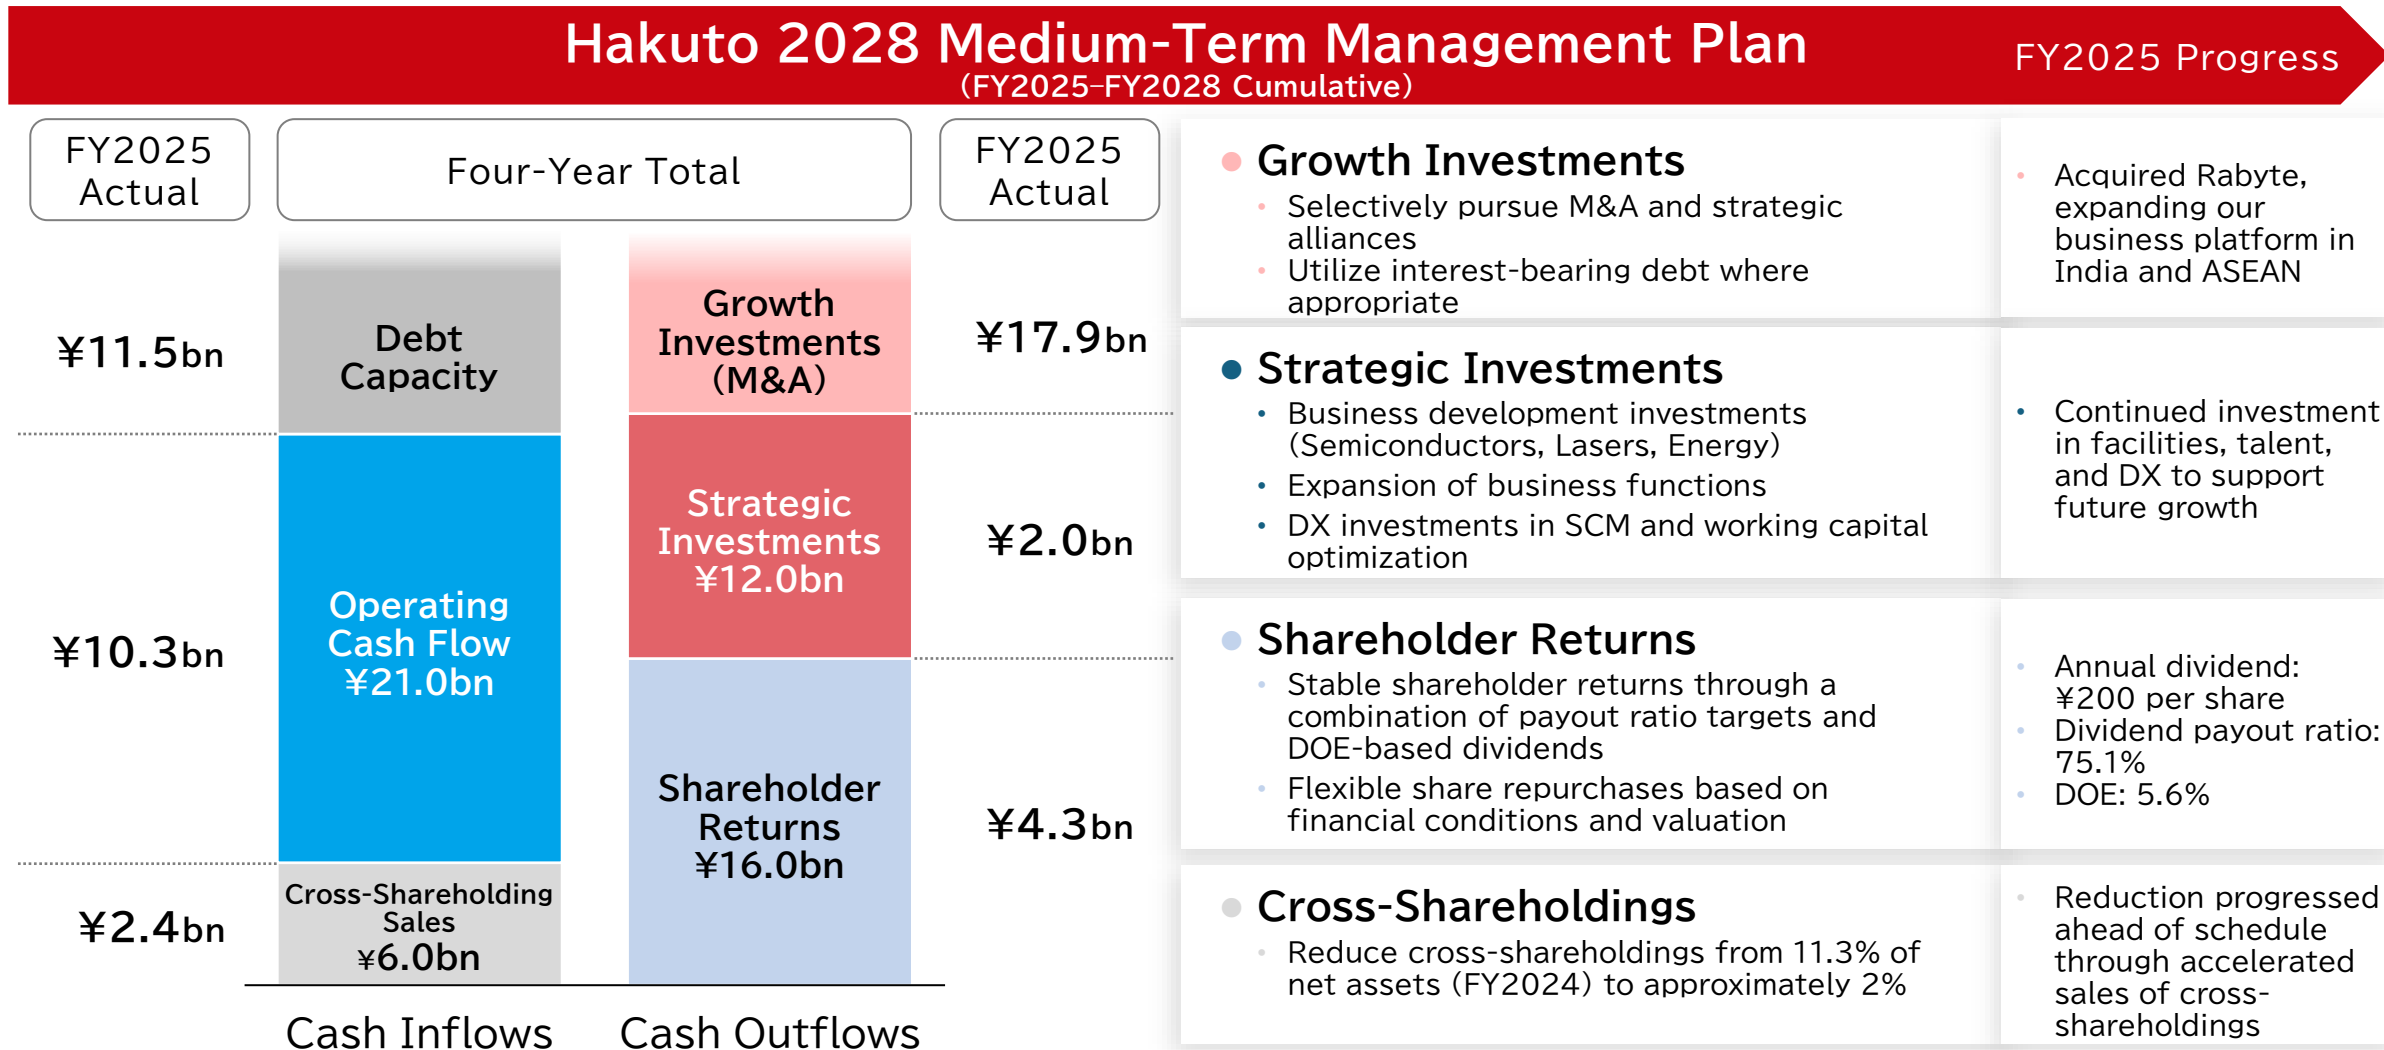 Hakuto 2028 Medium-Term Management Plan
(FY2025–FY2028 Cumulative)
FY2025 Progress
FY2025
Actual
Four-Year Total
FY2025
Actual
¥11.5bn
¥10.3bn
¥2.4bn
Debt
Capacity
Operating
Cash Flow
¥21.0bn
Cross-Shareholding
Sales
¥6.0bn
Cash Inflows
Growth
Investments
(M&A)
Strategic
Investments
¥12.0bn
Shareholder
Returns
¥16.0bn
Cash Outflows
¥17.9bn
¥2.0bn
¥4.3bn
● Growth Investments
• Selectively pursue M&A and strategic
alliances
• Utilize interest-bearing debt where
appropriate
• Acquired Rabyte,
expanding our
business platform in
India and ASEAN
● Strategic Investments
• Business development investments
(Semiconductors, Lasers, Energy)
• Expansion of business functions
• DX investments in SCM and working capital
optimization
• Continued investment
in facilities, talent,
and DX to support
future growth
● Shareholder Returns
• Stable shareholder returns through a
combination of payout ratio targets and
DOE-based dividends
• Flexible share repurchases based on
financial conditions and valuation
• Annual dividend:
¥200 per share
• Dividend payout ratio:
75.1%
• DOE: 5.6%
● Cross-Shareholdings
• Reduce cross-shareholdings from 11.3% of
net assets (FY2024) to approximately 2%
• Reduction progressed
ahead of schedule
through accelerated
sales of cross-
shareholdings